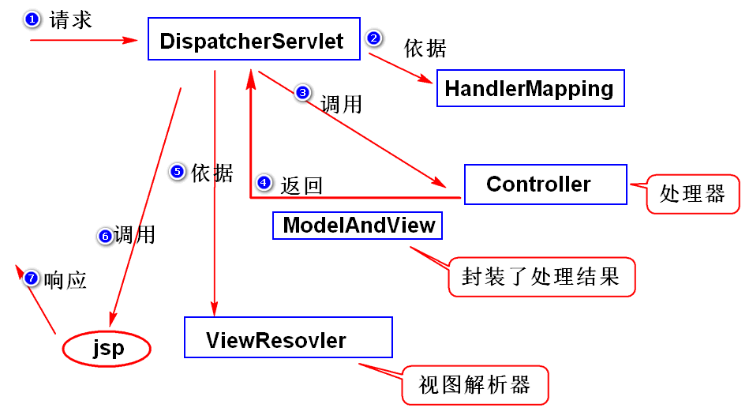 1 请求
DispatcherServlet
2 依据
HandlerMapping
3 调用
Controller
处理器
4 返回
ModelAndView
封装了处理结果
5 依据
6 调用
7 响应
jsp
ViewResovler
视图解析器